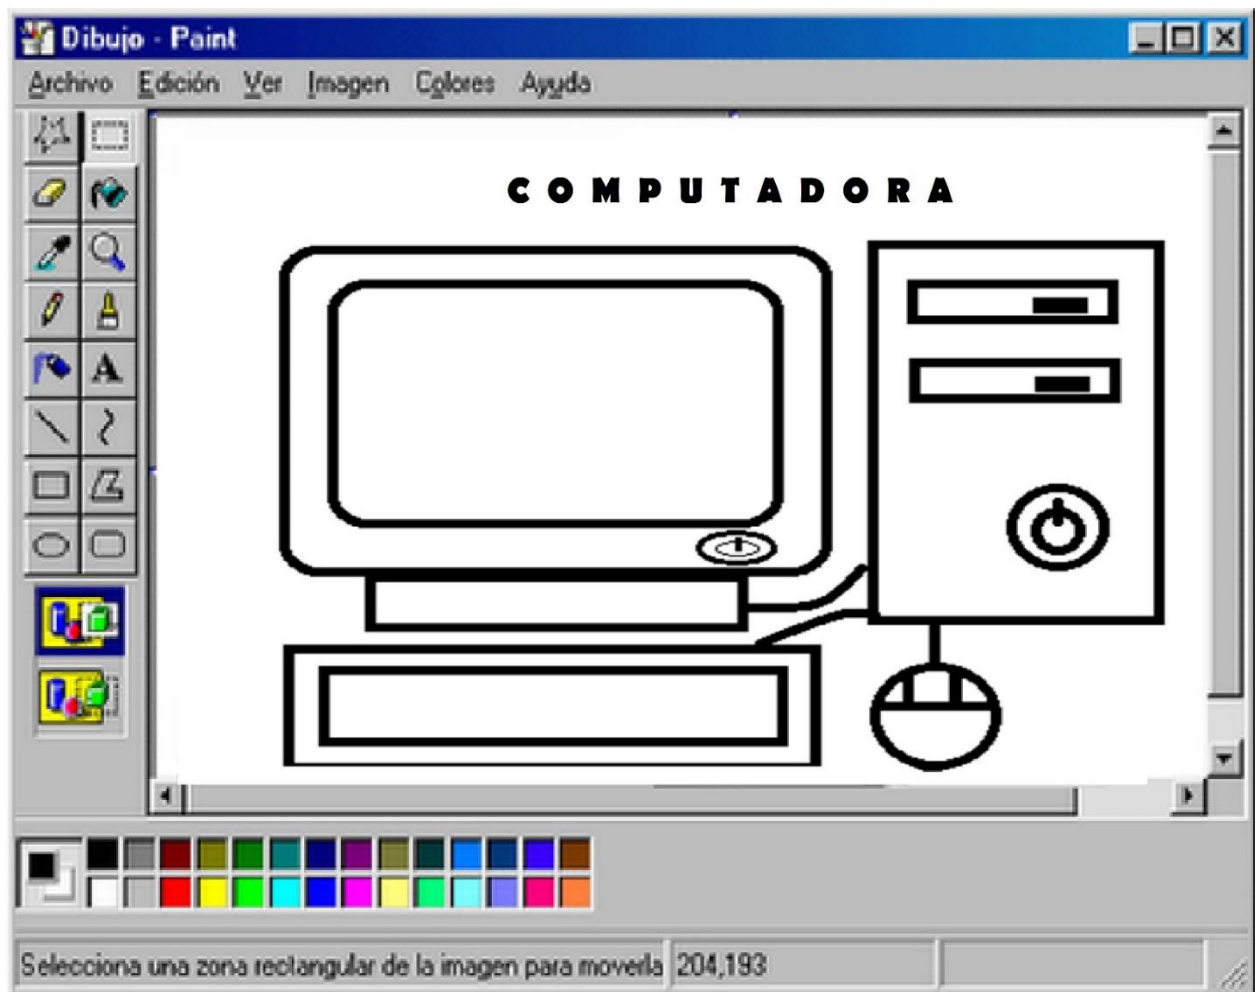 Dibujo - Paint
Archivo Edición Ver Imagen Colores Ayuda
COMPUTADORA
A
Selecciona una zona rectangular de la imagen para moverla 204,193